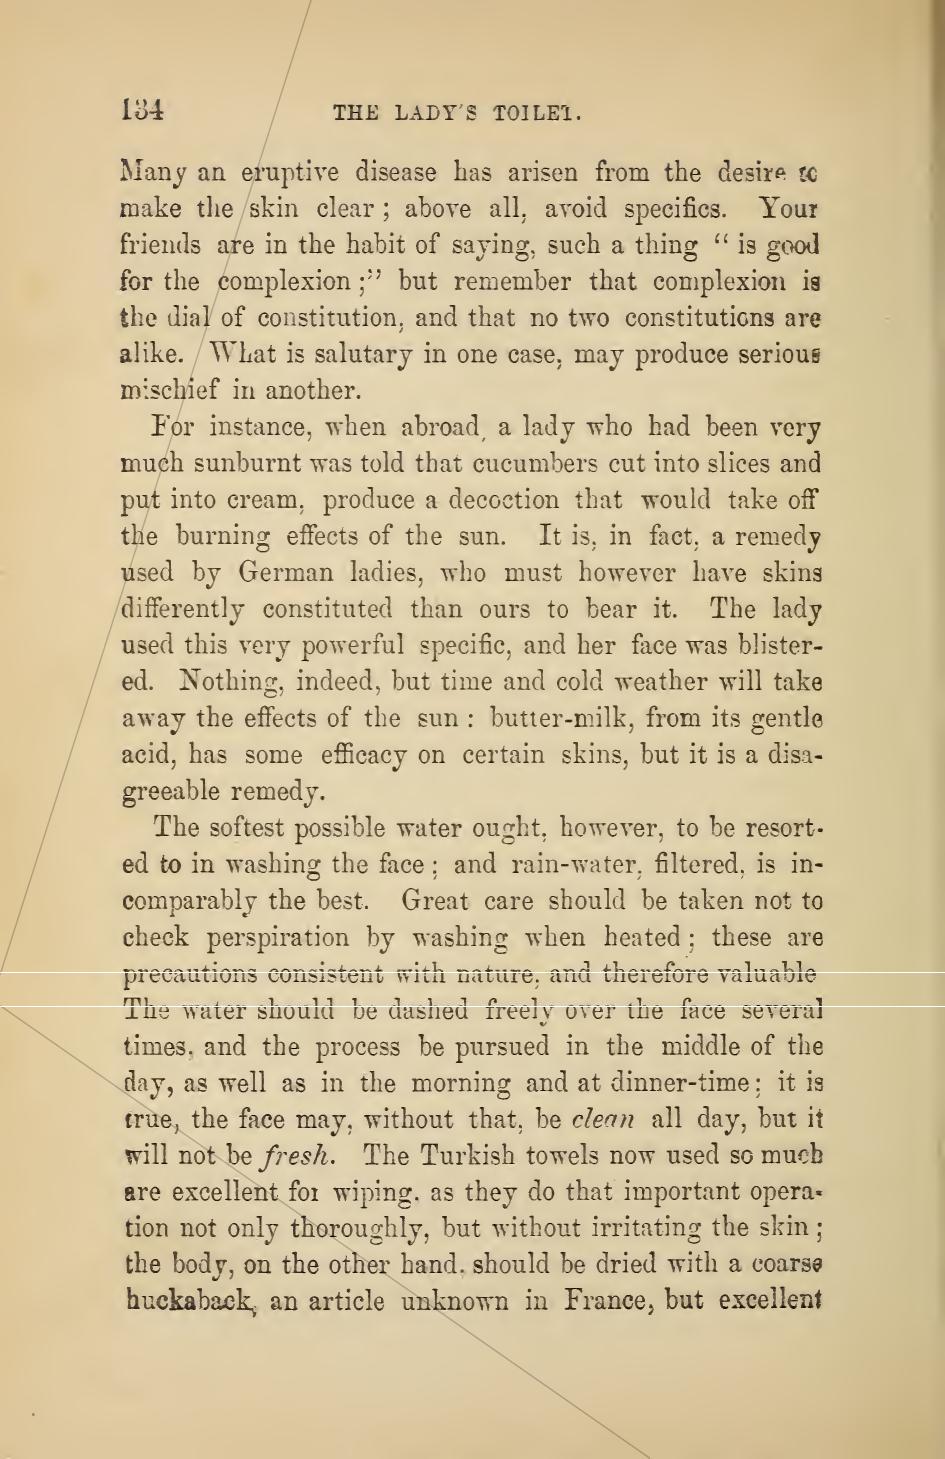 134 THE LADY'S TOILET.
Many an eruptive disease has arisen from the desire to
make the skin clear; above all, avoid specifics. Your
friends are in the habit of saying, such a thing "is good
for the complexion;" but remember that complexion is
the dial of constitution, and that no two constitutions are
alike. What is salutary in one case, may produce serious
mischief in another.
For instance, when abroad, a lady who had been very
much sunburnt was told that cucumbers cut into slices and
put into cream, produce a decoction that would take off
the burning effects of the sun. It is, in fact, a remedy
used by German ladies, who must however have skins
differently constituted than ours to bear it. The lady
used this very powerful specific, and her face was blister-
ed. Nothing, indeed, but time and cold weather will take
away the effects of the sun: butter-milk, from its gentle
acid, has some efficacy on certain skins, but it is a disa-
greeable remedy.
The softest possible water ought, however, to be resort-
ed to in washing the face; and rain-water, filtered, is in-
comparably the best. Great care should be taken not to
check perspiration by washing when heated; these are
precautions consistent with nature, and therefore valuable
The water should be dashed freely over the face several
times, and the process be pursued in the middle of the
day, as well as in the morning and at dinner-time; it is
true, the face may, without that, be clean all day, but it
will not be fresh. The Turkish towels now used so much
are excellent for wiping, as they do that important opera-
tion not only thoroughly, but without irritating the skin;
the body, on the other hand, should be dried with a coarse
huckaback, an article unknown in France, but excellent